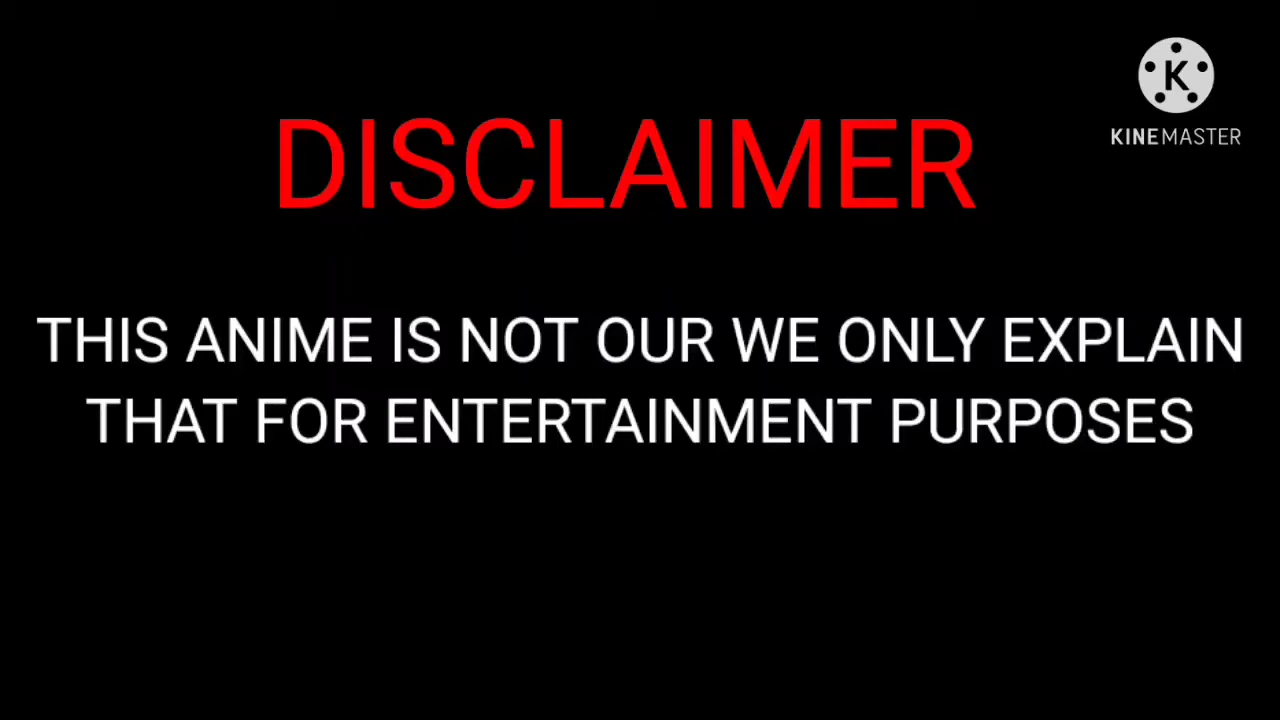 K
KINEMASTER
DISCLAIMER
THIS ANIME IS NOT OUR WE ONLY EXPLAIN
THAT FOR ENTERTAINMENT PURPOSES